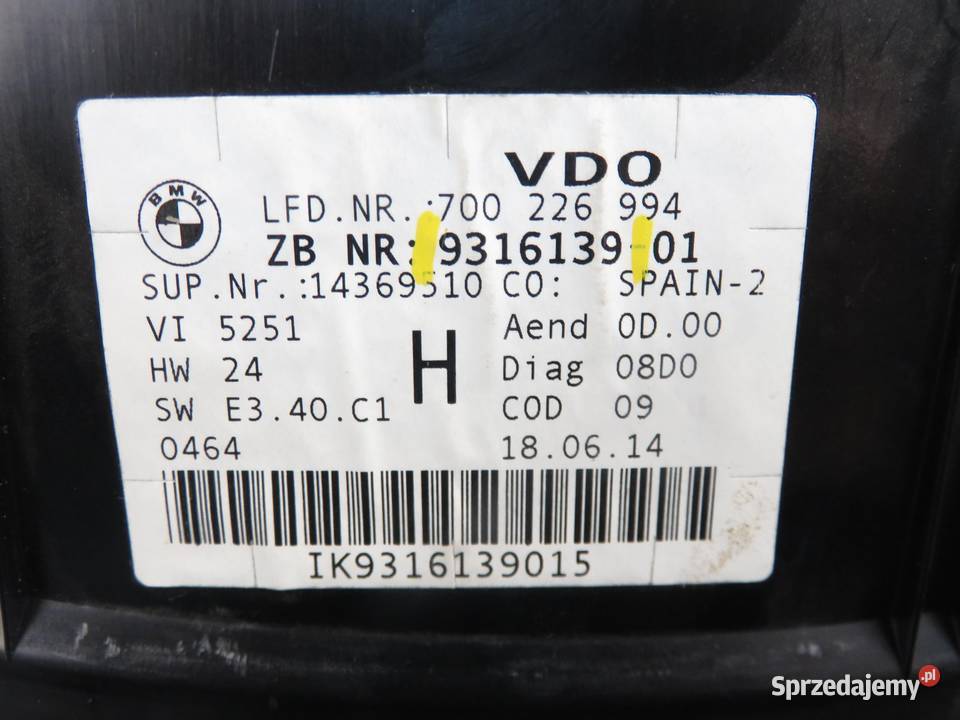 VDO
BMW
LFD.NR.:700 226 994
ZB NR:9316139-01
SUP.Nr.:14369510 CO: SPAIN-2
VI 5251 Aend 0D.00
HW 24 H Diag 08D0
SW E3.40.C1 COD 09
0464 18.06.14
IK9316139015
Sprzedajemy.pl